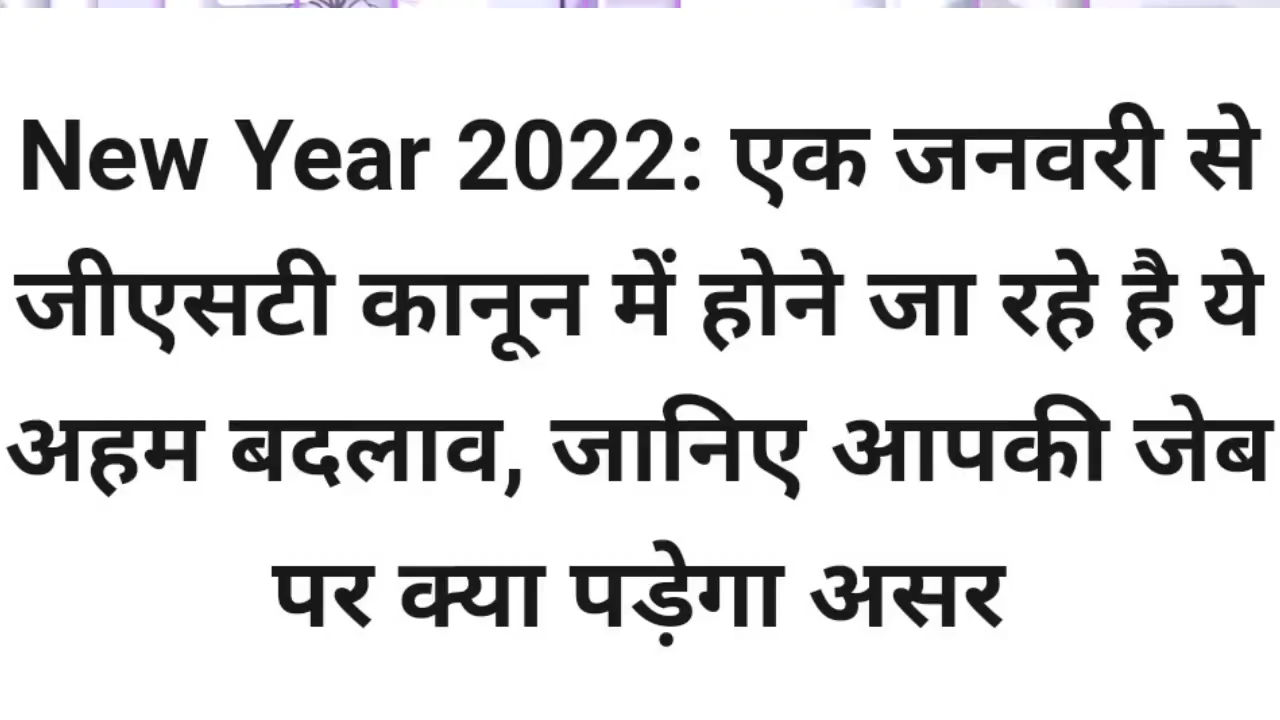 New Year 2022: एक जनवरी से
जीएसटी कानून में होने जा रहे है ये
अहम बदलाव, जानिए आपकी जेब
पर क्या पड़ेगा असर